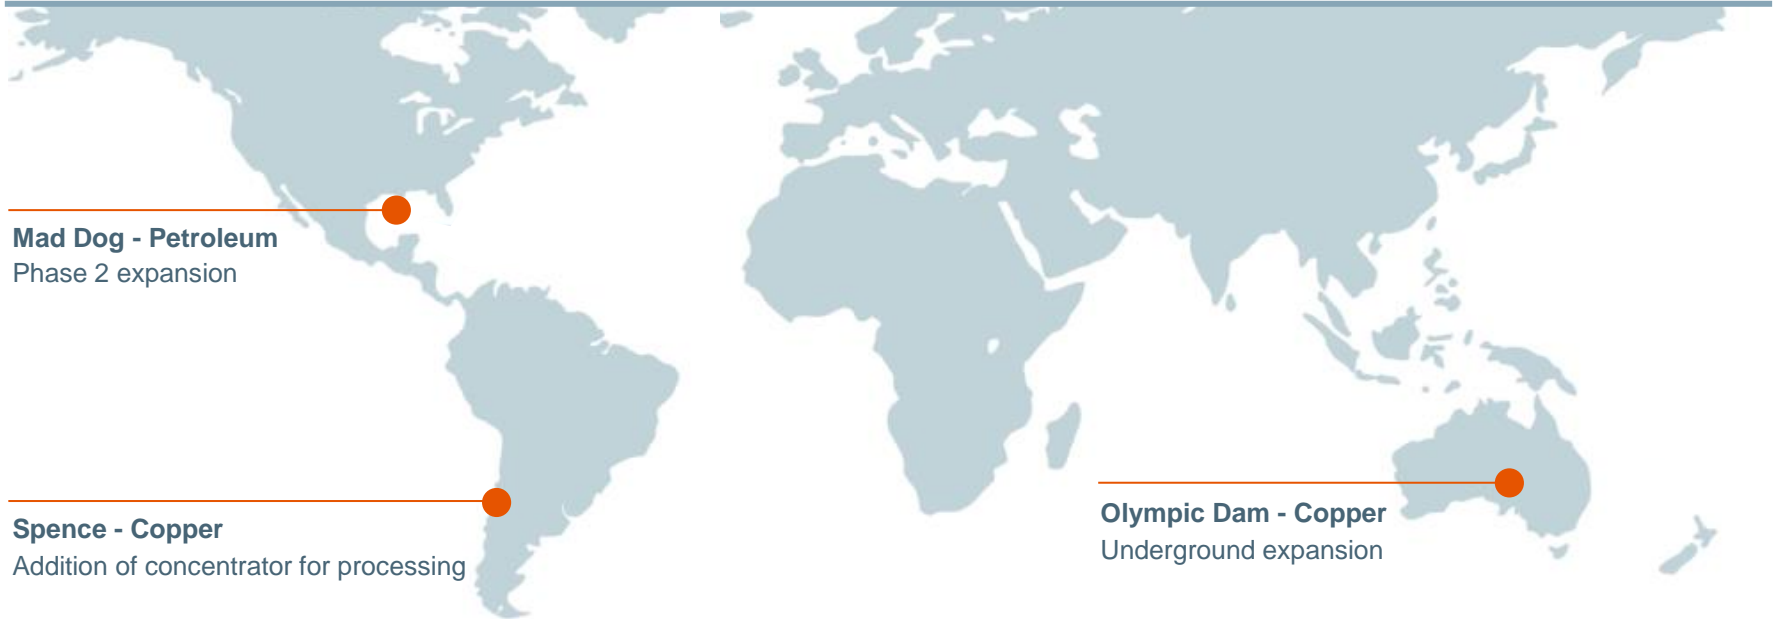 Mad Dog - Petroleum
Phase 2 expansion
Spence - Copper
Addition of concentrator for processing
Olympic Dam - Copper
Underground expansion